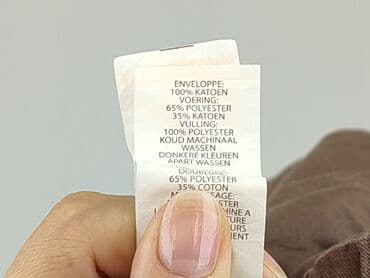 ENVELOPPE:
100% KATOEN
VOERING:
65% POLYESTER
35% KATOEN
VULLING:
100% POLYESTER
KOUD MACHINAAL
WASSEN
DONKERE KLEUREN
APART WASSEN
DOUBLURE:
65% POLYESTER
35% COTON